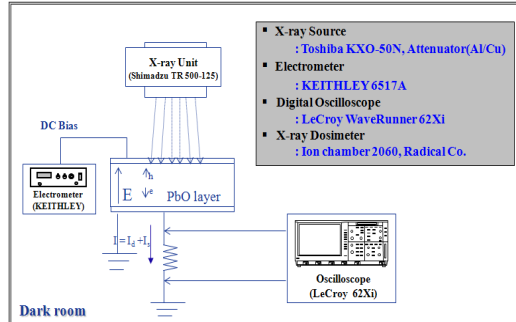 X-ray Unit
(Shimadzu TR 500-125)
DC Bias
Electrometer
(KEITHLEY)
h
E
e
PbO layer
I = Id + Is
Oscilloscope
(LeCroy 62Xi)
Dark room
▪ X-ray Source
: Toshiba KXO-50N, Attenuator(Al/Cu)
▪ Electrometer
: KEITHLEY 6517A
▪ Digital Oscilloscope
: LeCroy WaveRunner 62Xi
▪ X-ray Dosimeter
: Ion chamber 2060, Radical Co.